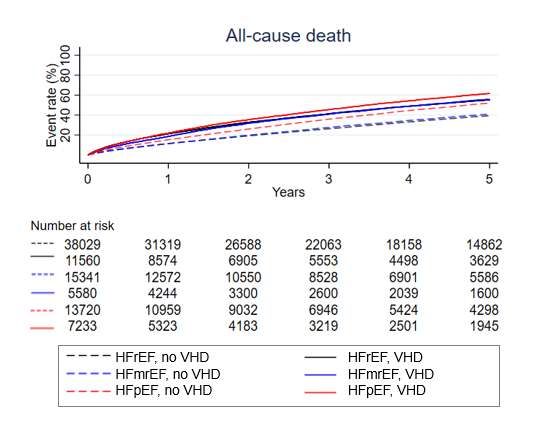 All-cause death
Event rate (%)
20 40 60 80 100
0 1 2 3 4 5
Years
Number at risk
38029 31319 26588 22063 18158 14862
11560 8574 6905 5553 4498 3629
15341 12572 10550 8528 6901 5586
5580 4244 3300 2600 2039 1600
13720 10959 9032 6946 5424 4298
7233 5323 4183 3219 2501 1945
HFrEF, no VHD HFrEF, VHD
HFmrEF, no VHD HFmrEF, VHD
HFpEF, no VHD HFpEF, VHD